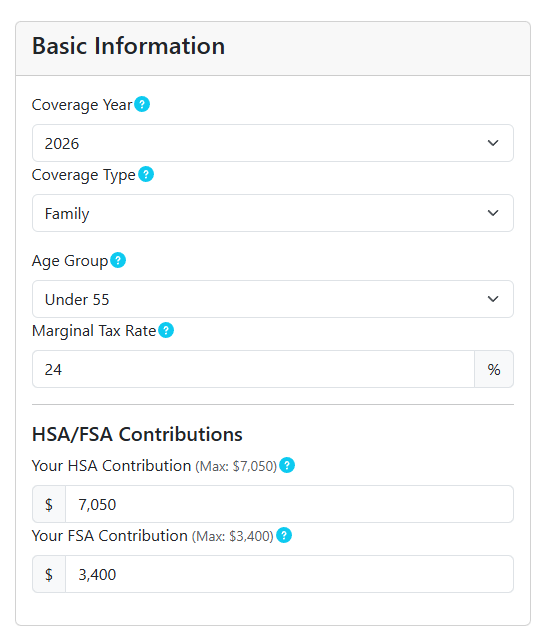 Basic Information
Coverage Year ?
2026
Coverage Type ?
Family
Age Group ?
Under 55
Marginal Tax Rate ?
24 %
HSA/FSA Contributions
Your HSA Contribution (Max: $7,050) ?
$ 7,050
Your FSA Contribution (Max: $3,400) ?
$ 3,400